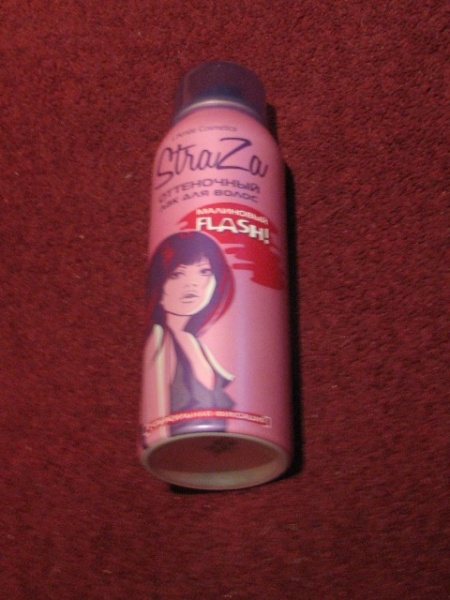 StraZa
ОТТЕНОЧНЫЙ
ЛАК ДЛЯ ВОЛОС
МАЛИНОВЫЙ
FLASH!